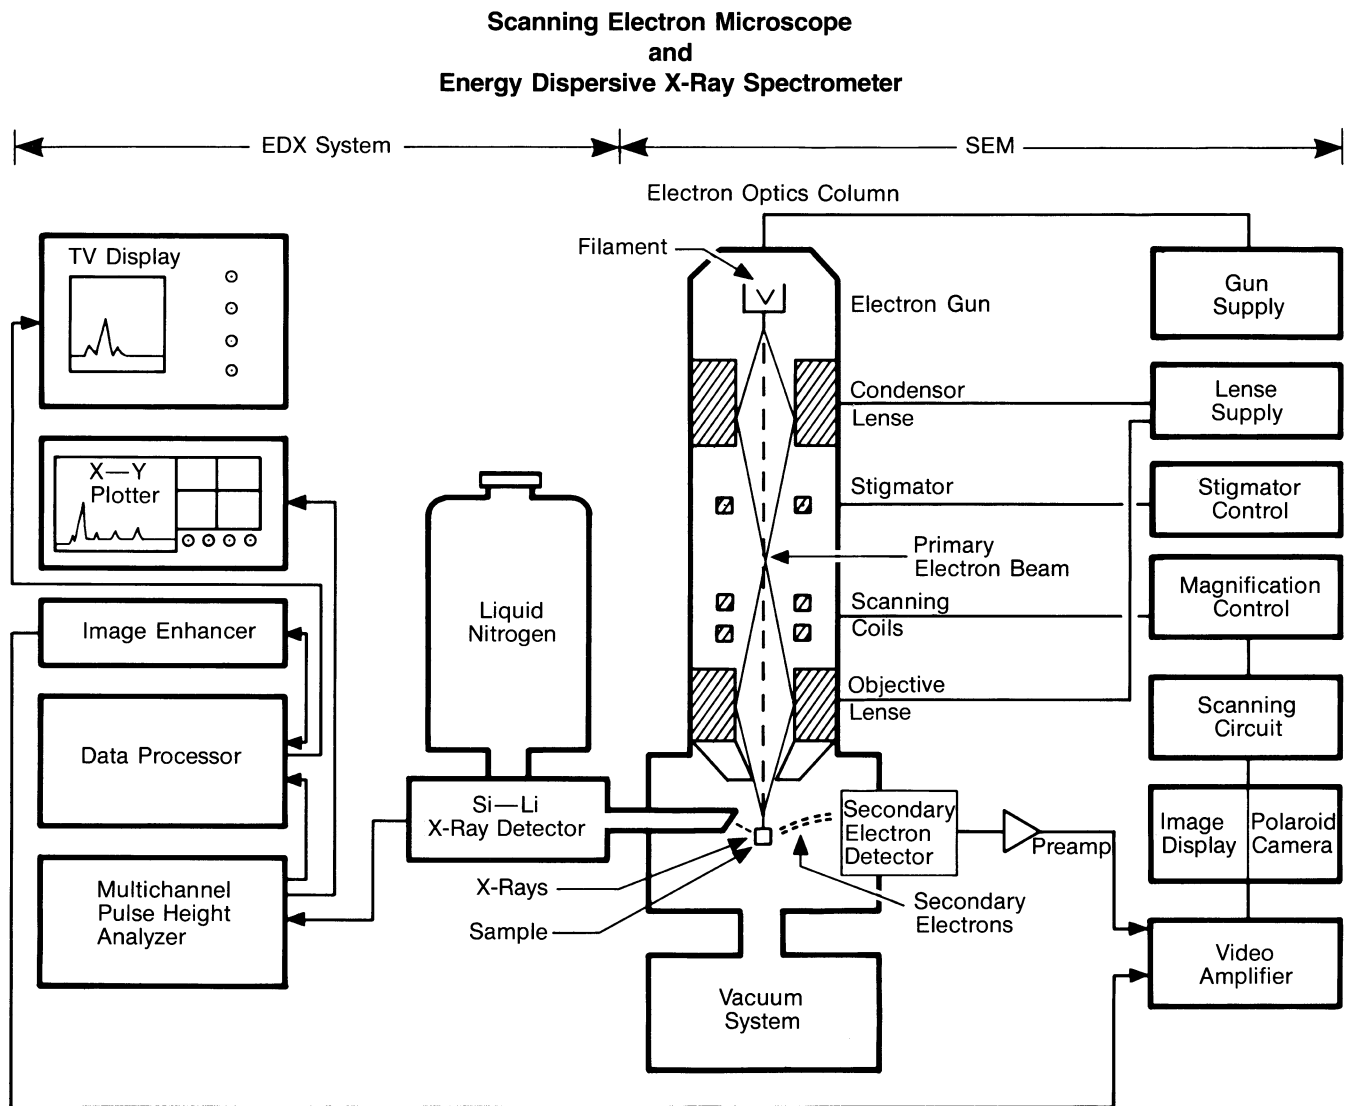 Scanning Electron Microscope
and
Energy Dispersive X-Ray Spectrometer
EDX System
SEM
Electron Optics Column
Filament
TV Display
Electron Gun
Gun
Supply
Condensor
Lense
Lense
Supply
X—Y
Plotter
Stigmator
Stigmator
Control
Primary
Electron Beam
Magnification
Control
Image Enhancer
Liquid
Nitrogen
Scanning
Coils
Objective
Lense
Scanning
Circuit
Data Processor
Si—Li
X-Ray Detector
Secondary
Electron
Detector
Preamp
Image
Display
Polaroid
Camera
X-Rays
Sample
Secondary
Electrons
Multichannel
Pulse Height
Analyzer
Video
Amplifier
Vacuum
System